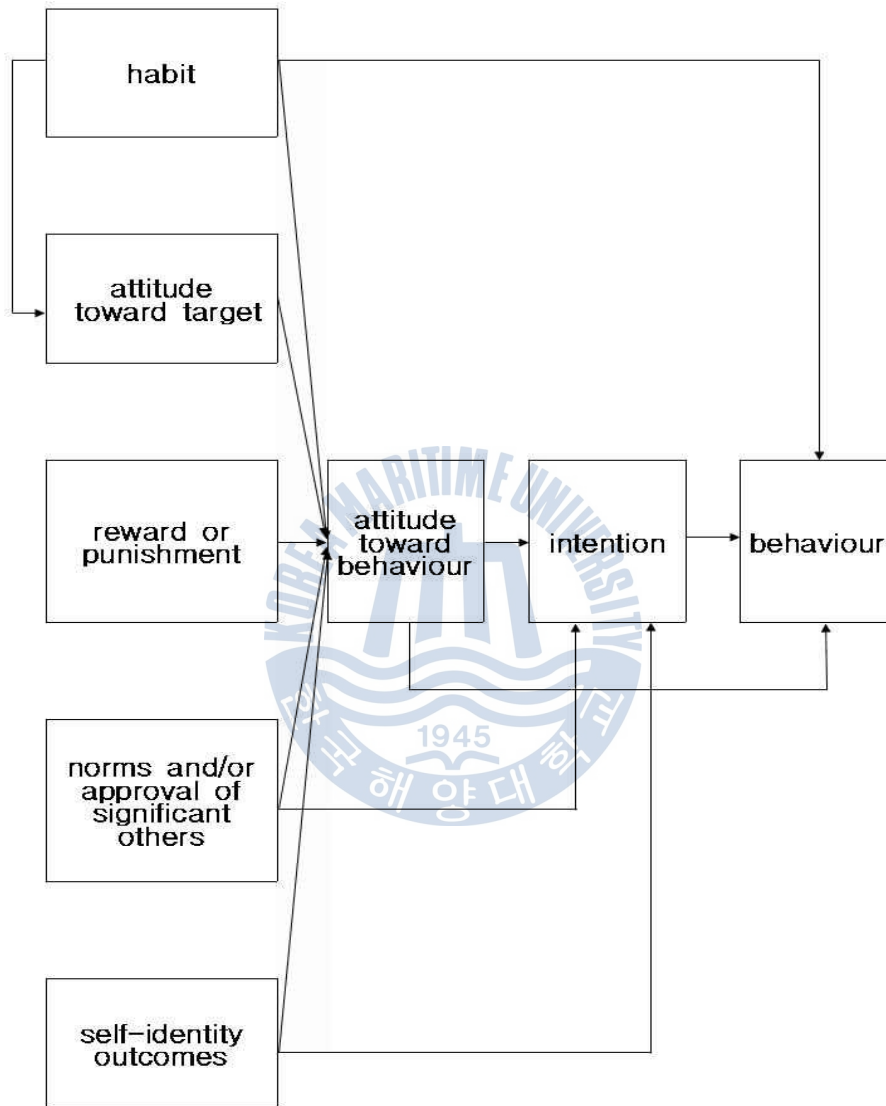 habit
attitude
toward target
reward or
punishment
attitude
toward
behaviour
intention
behaviour
norms and/or
approval of
significant
others
self-identity
outcomes
KOREA MARITIME UNIVERSITY
1945
한국해양대학교